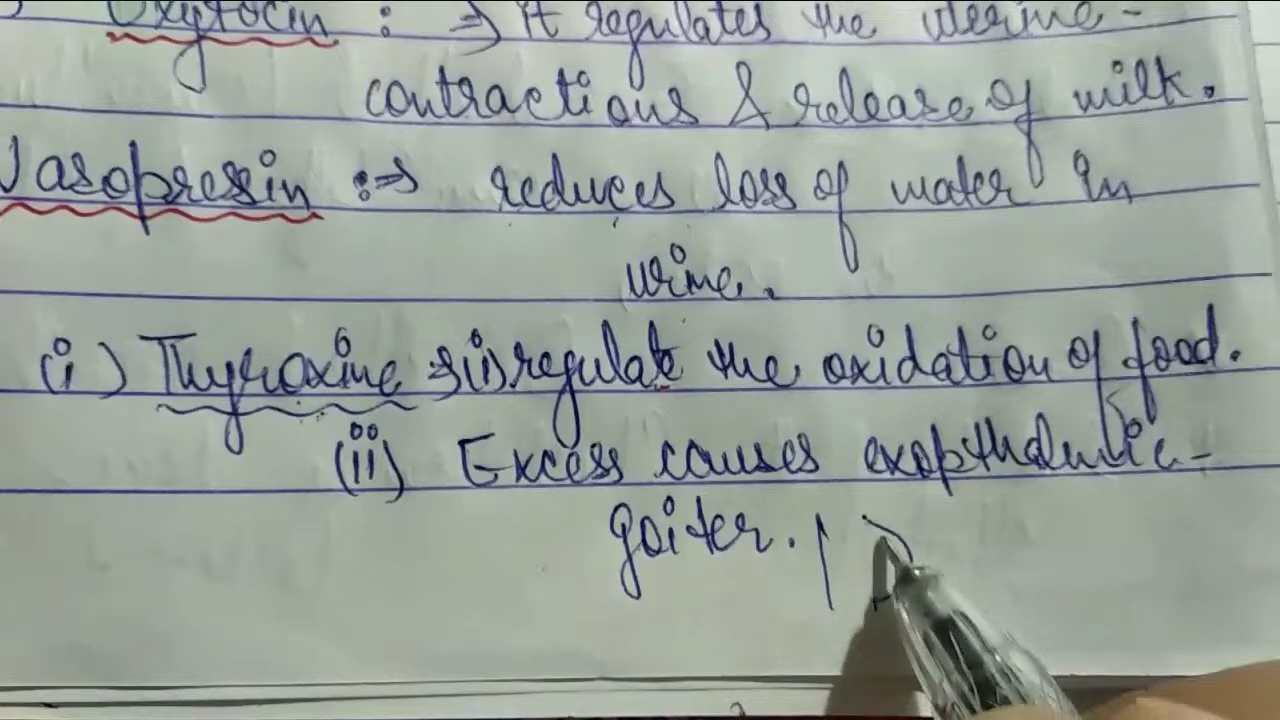 Oxytocin : ⇒ it regulates the uterine-
contractions & release of milk.
Vasopressin :⇒ reduces loss of water in
urine.
(i) Thyroxine ⇒(i) regulate the oxidation of food.
(ii) Excess causes exopthalmic-
goiter.